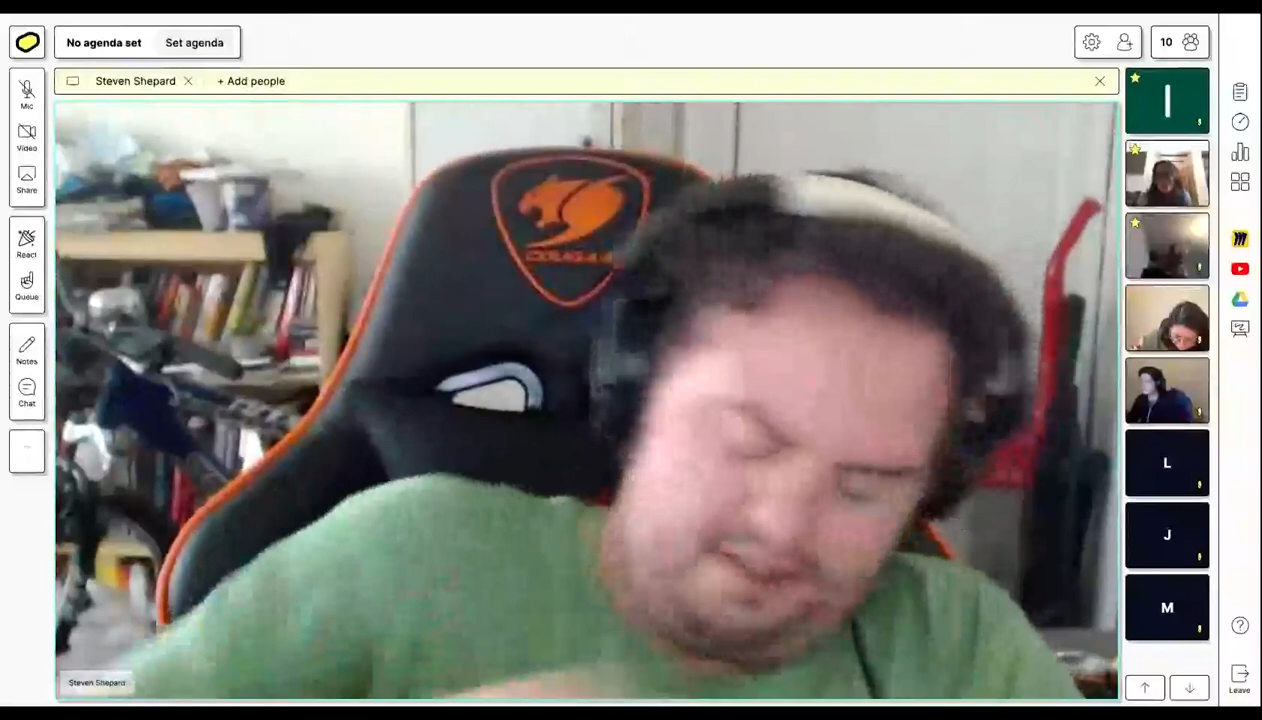 No agenda set
Set agenda
10
Steven Shepard
+ Add people
Mic
Video
Share
React
Queue
Notes
Chat
COUGAR
I
L
J
M
Steven Shepard
Leave